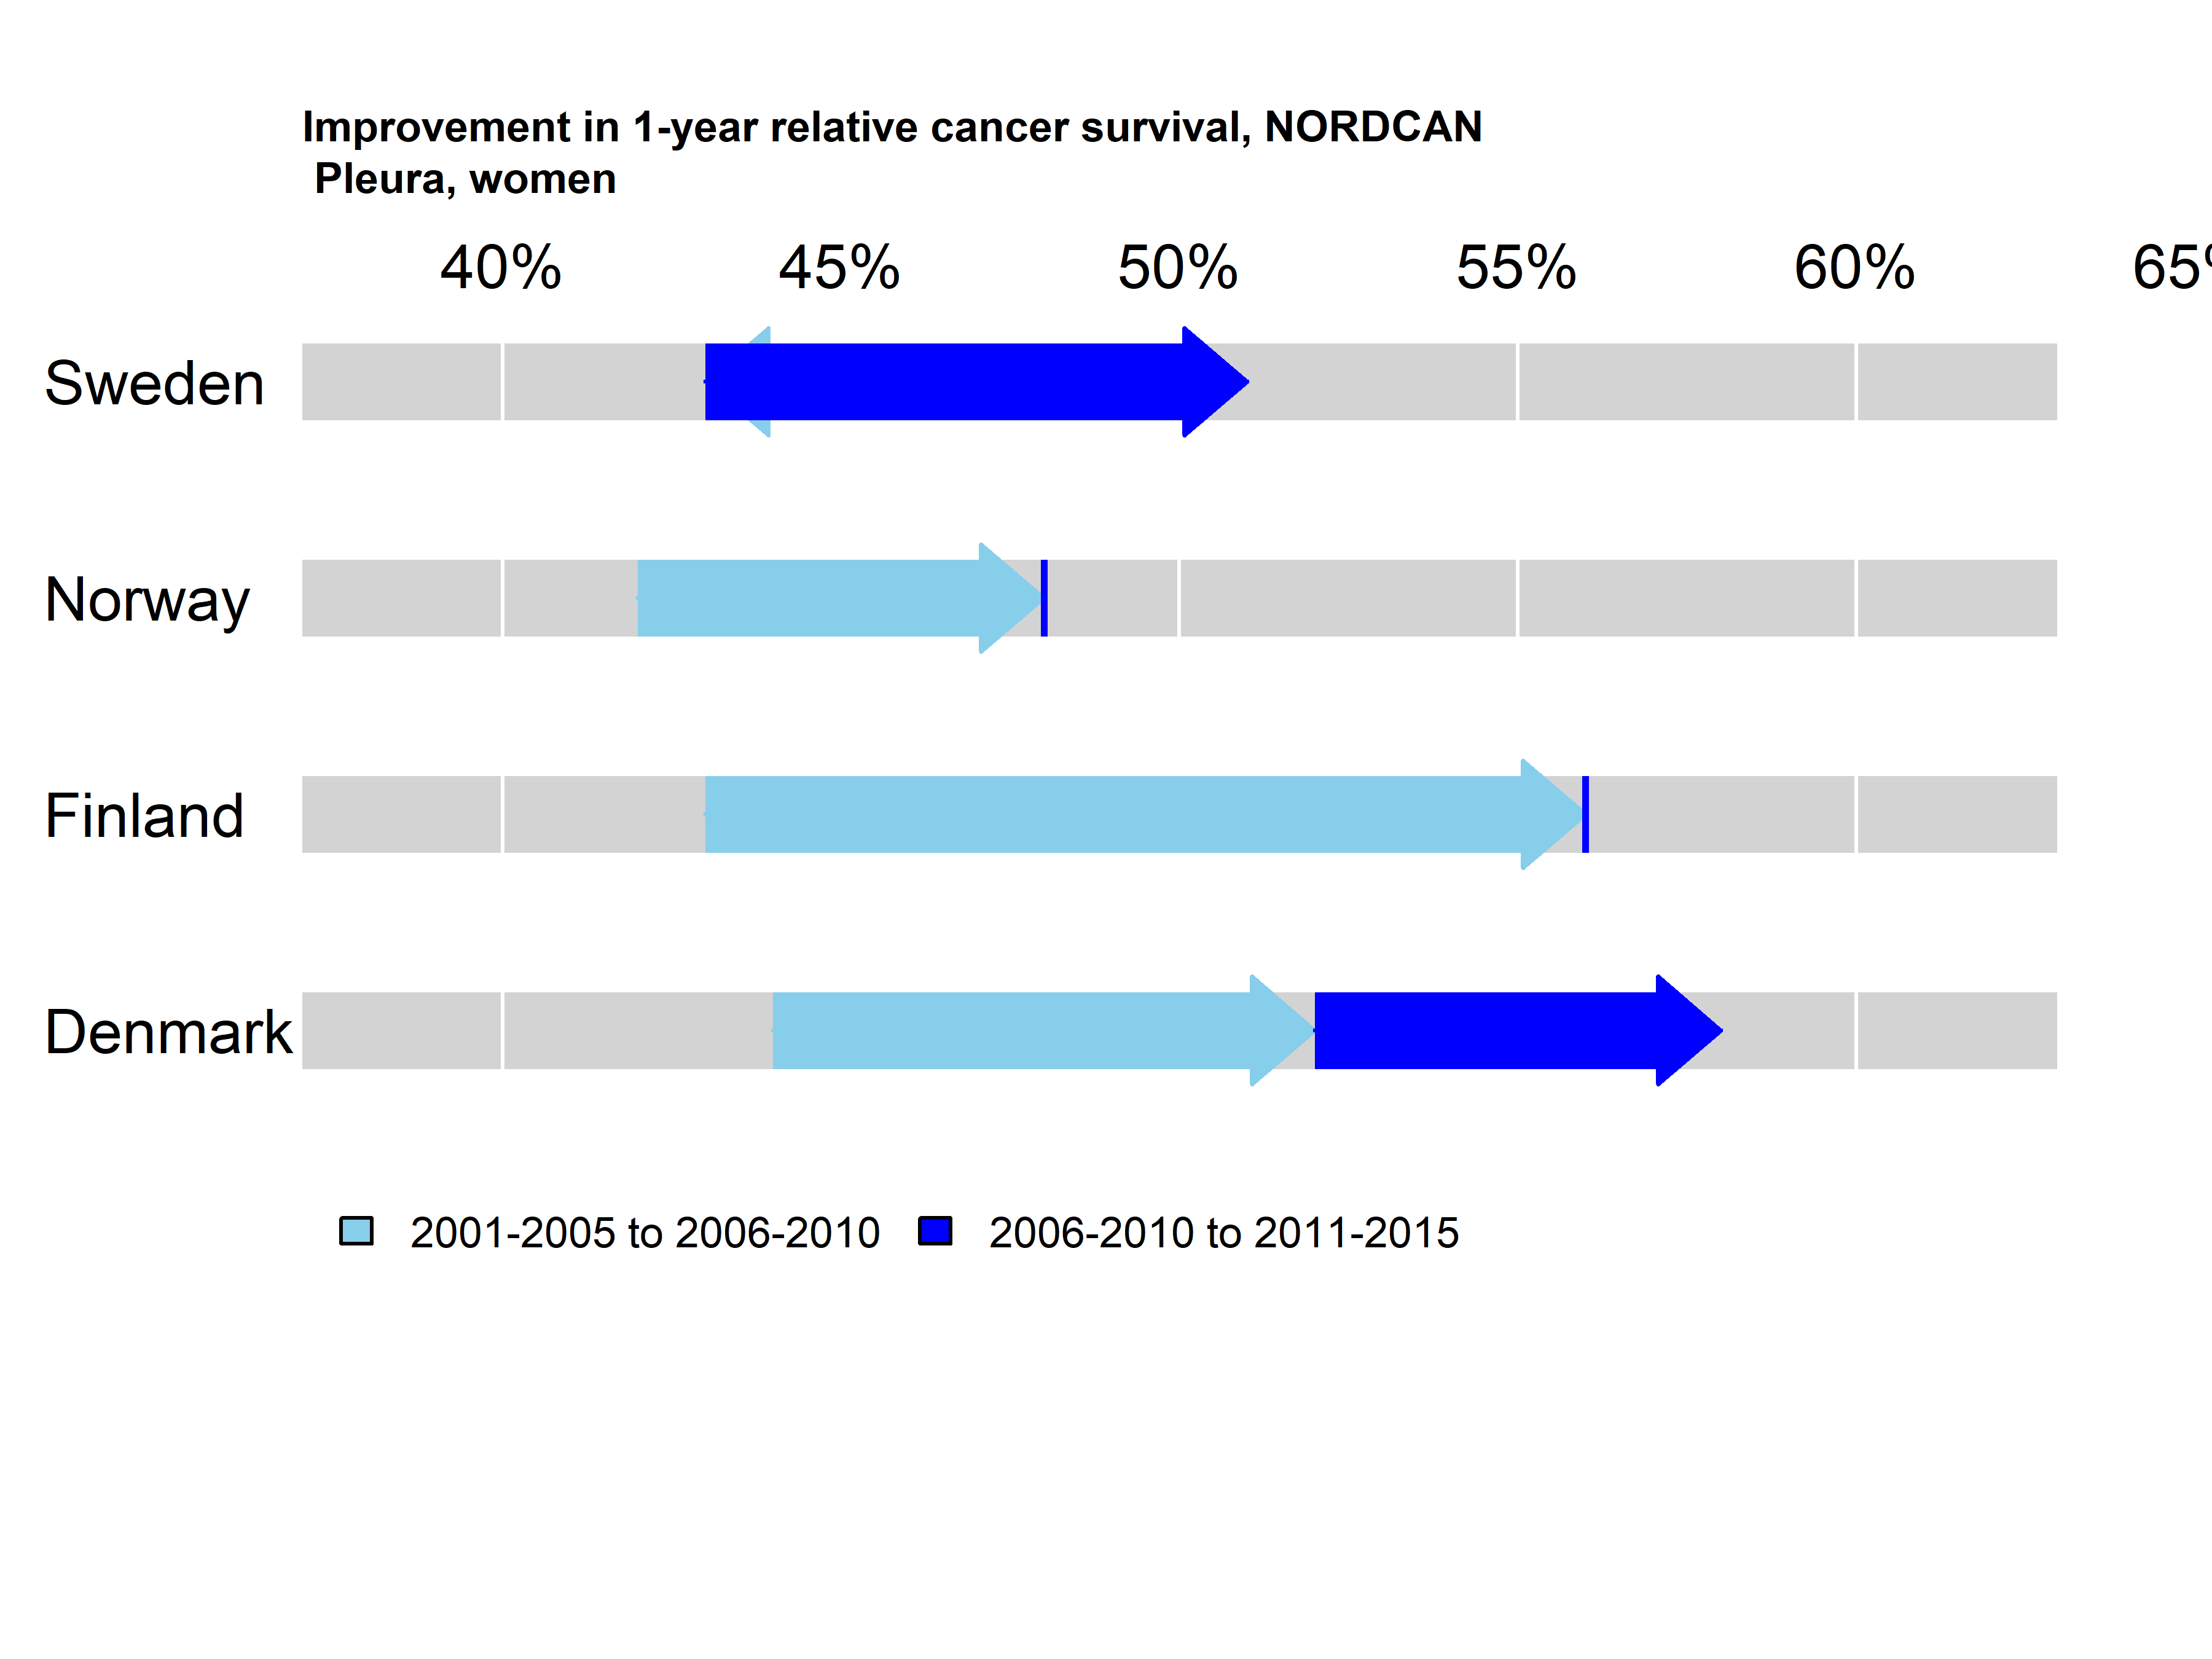 Improvement in 1-year relative cancer survival, NORDCAN
Pleura, women
40% 45% 50% 55% 60% 65%
Sweden
Norway
Finland
Denmark
2001-2005 to 2006-2010 2006-2010 to 2011-2015